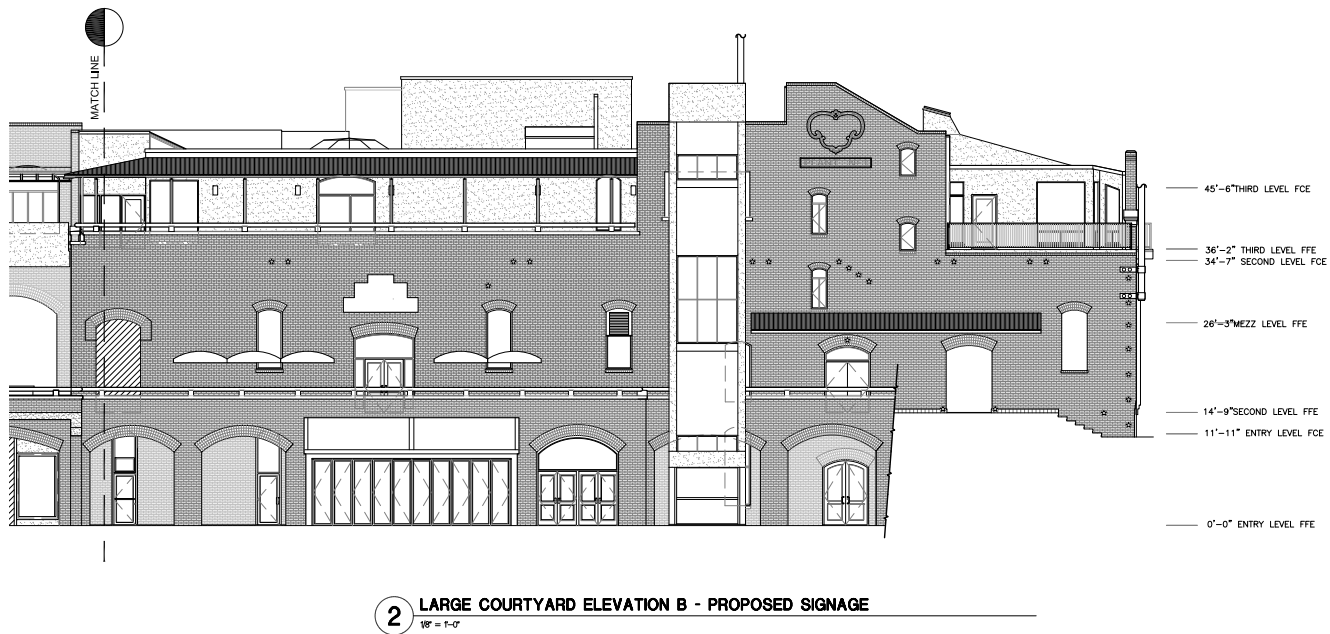 MATCH LINE
45'-6"THIRD LEVEL FCE
36'-2" THIRD LEVEL FFE
34'-7" SECOND LEVEL FCE
26'-3"MEZZ LEVEL FFE
14'-9"SECOND LEVEL FFE
11'-11" ENTRY LEVEL FCE
0'-0" ENTRY LEVEL FFE
2 LARGE COURTYARD ELEVATION B - PROPOSED SIGNAGE
1/8" = 1'-0"